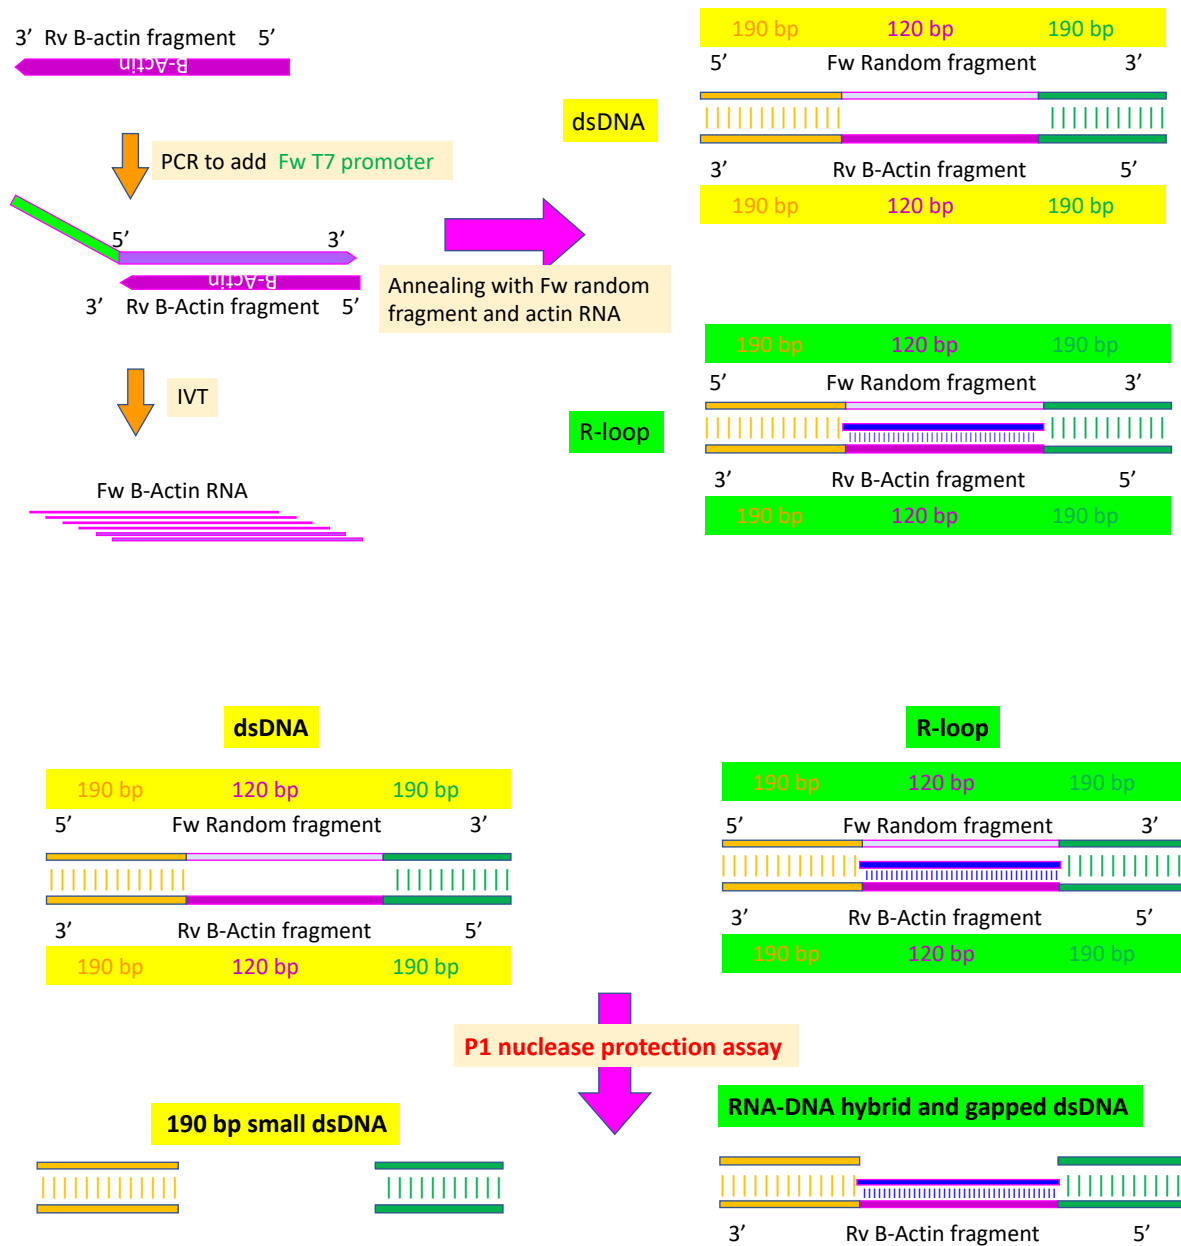 3’ Rv B-actin fragment 5’
B-Actin
PCR to add Fw T7 promoter
5’ 3’
B-Actin
3’ Rv B-Actin fragment 5’
IVT
Fw B-Actin RNA
Annealing with Fw random
fragment and actin RNA
190 bp 120 bp 190 bp
5’ Fw Random fragment 3’
dsDNA
3’ Rv B-Actin fragment 5’
190 bp 120 bp 190 bp
190 bp 120 bp 190 bp
5’ Fw Random fragment 3’
R-loop
3’ Rv B-Actin fragment 5’
190 bp 120 bp 190 bp
dsDNA
190 bp 120 bp 190 bp
5’ Fw Random fragment 3’
3’ Rv B-Actin fragment 5’
190 bp 120 bp 190 bp
R-loop
190 bp 120 bp 190 bp
5’ Fw Random fragment 3’
3’ Rv B-Actin fragment 5’
190 bp 120 bp 190 bp
P1 nuclease protection assay
190 bp small dsDNA
RNA-DNA hybrid and gapped dsDNA
3’ Rv B-Actin fragment 5’